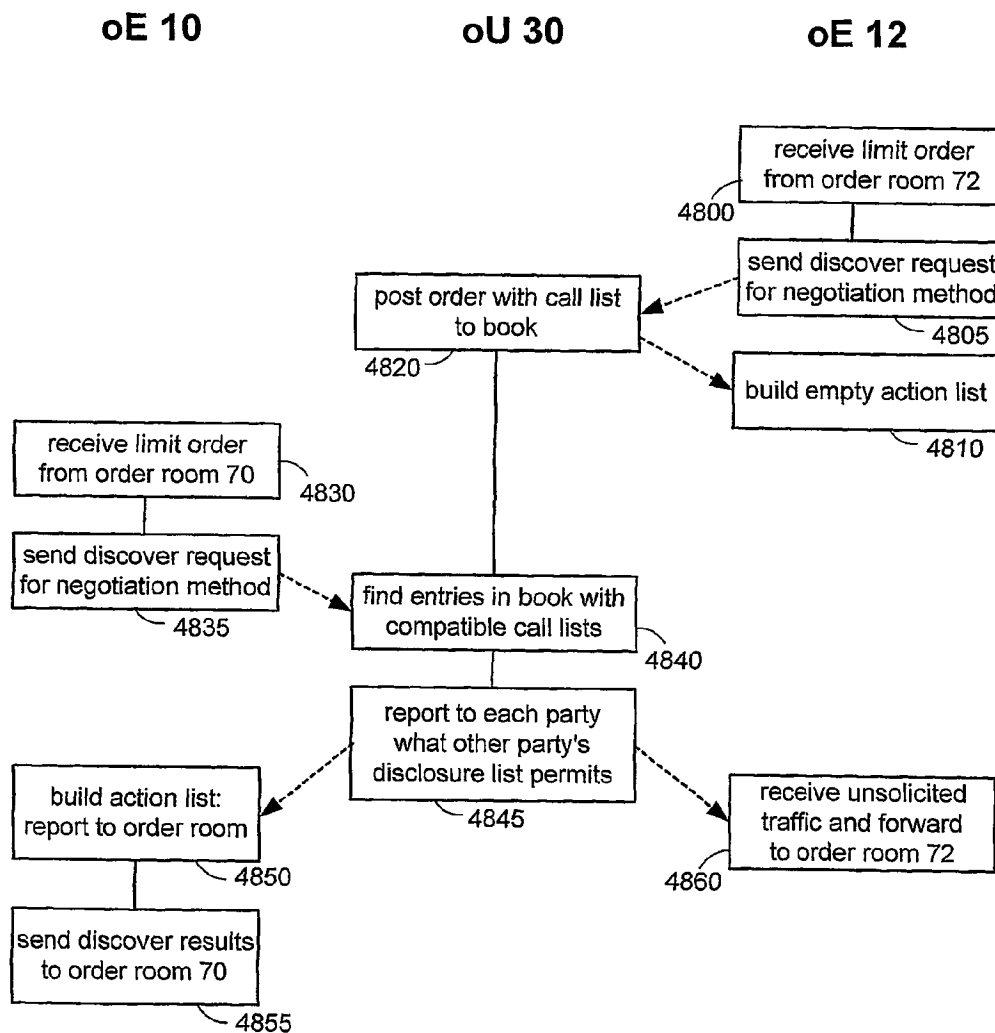 oE 10
oU 30
oE 12
receive limit order
from order room 72
4800
send discover request
for negotiation method
4805
post order with call list
to book
4820
build empty action list
4810
receive limit order
from order room 70
4830
send discover request
for negotiation method
4835
find entries in book with
compatible call lists
4840
report to each party
what other party's
disclosure list permits
4845
build action list:
report to order room
4850
receive unsolicited
traffic and forward
to order room 72
4860
send discover results
to order room 70
4855